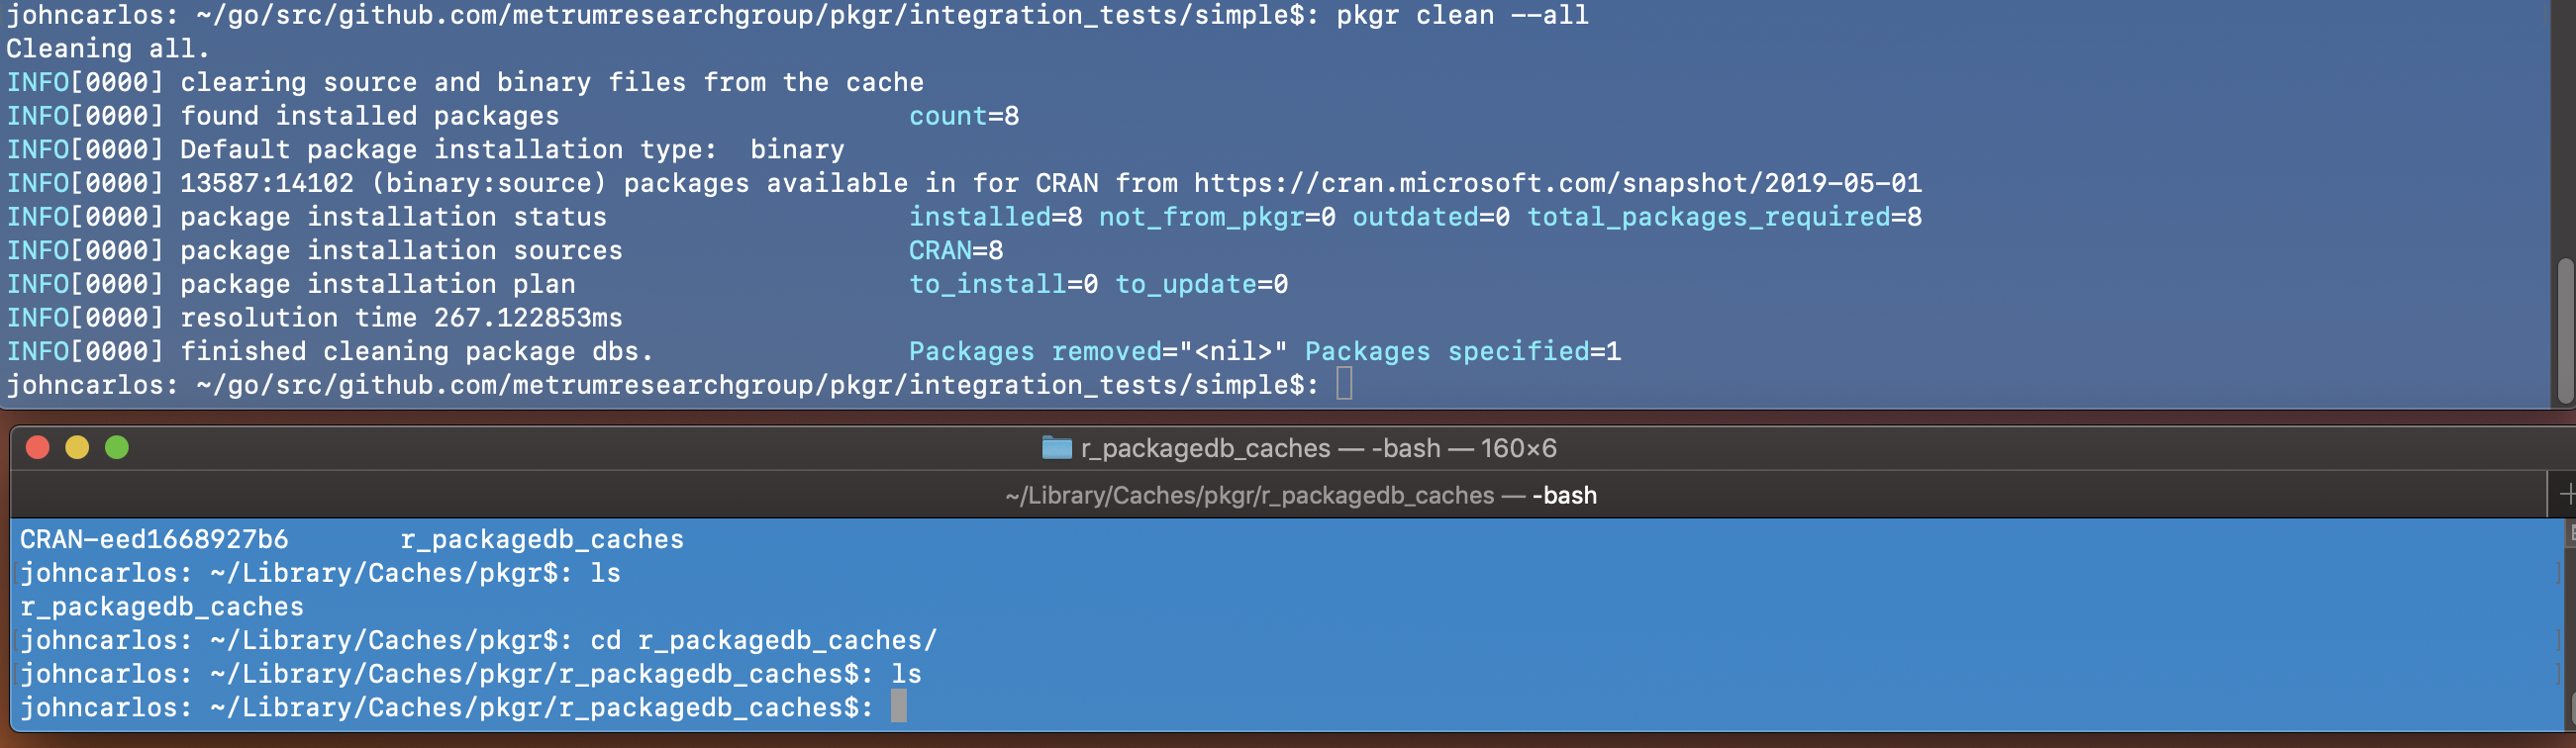 johncarlos: ~/go/src/github.com/metrumresearchgroup/pkgr/integration_tests/simple$: pkgr clean --all
Cleaning all.
INFO[0000] clearing source and binary files from the cache
INFO[0000] found installed packages                      count=8
INFO[0000] Default package installation type:  binary
INFO[0000] 13587:14102 (binary:source) packages available in for CRAN from https://cran.microsoft.com/snapshot/2019-05-01
INFO[0000] package installation status                   installed=8 not_from_pkgr=0 outdated=0 total_packages_required=8
INFO[0000] package installation sources                  CRAN=8
INFO[0000] package installation plan                     to_install=0 to_update=0
INFO[0000] resolution time 267.122853ms
INFO[0000] finished cleaning package dbs.                Packages removed="<nil>" Packages specified=1
johncarlos: ~/go/src/github.com/metrumresearchgroup/pkgr/integration_tests/simple$:
r_packagedb_caches — -bash — 160×6
~/Library/Caches/pkgr/r_packagedb_caches — -bash
CRAN-eed1668927b6       r_packagedb_caches
[johncarlos: ~/Library/Caches/pkgr$: ls ]
r_packagedb_caches
[johncarlos: ~/Library/Caches/pkgr$: cd r_packagedb_caches/ ]
[johncarlos: ~/Library/Caches/pkgr/r_packagedb_caches$: ls ]
johncarlos: ~/Library/Caches/pkgr/r_packagedb_caches$: